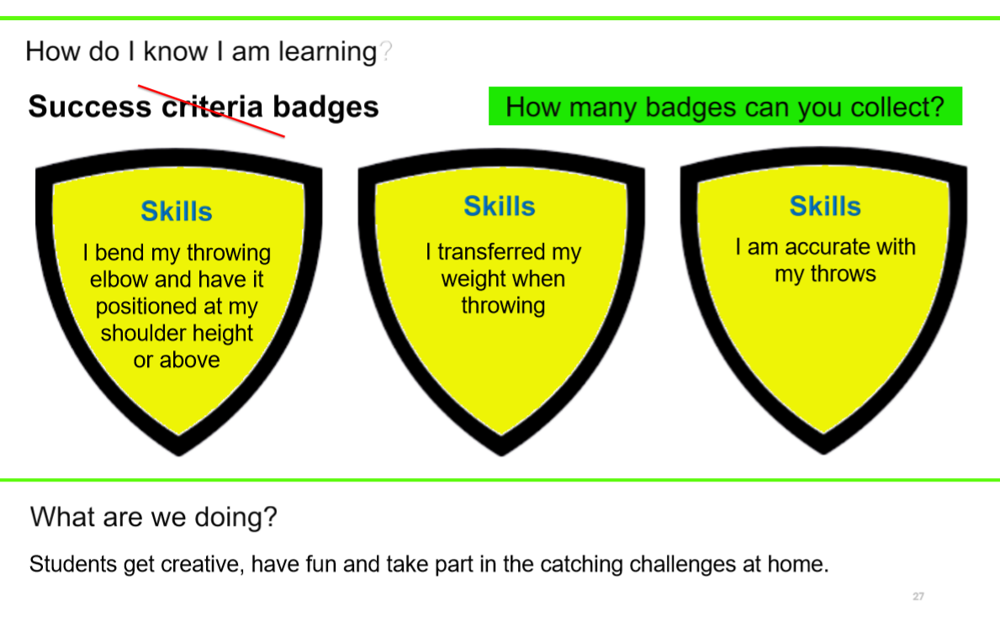 How do I know I am learning?
Success criteria badges
How many badges can you collect?
Skills
I bend my throwing
elbow and have it
positioned at my
shoulder height
or above
Skills
I transferred my
weight when
throwing
Skills
I am accurate with
my throws
What are we doing?
Students get creative, have fun and take part in the catching challenges at home.
27